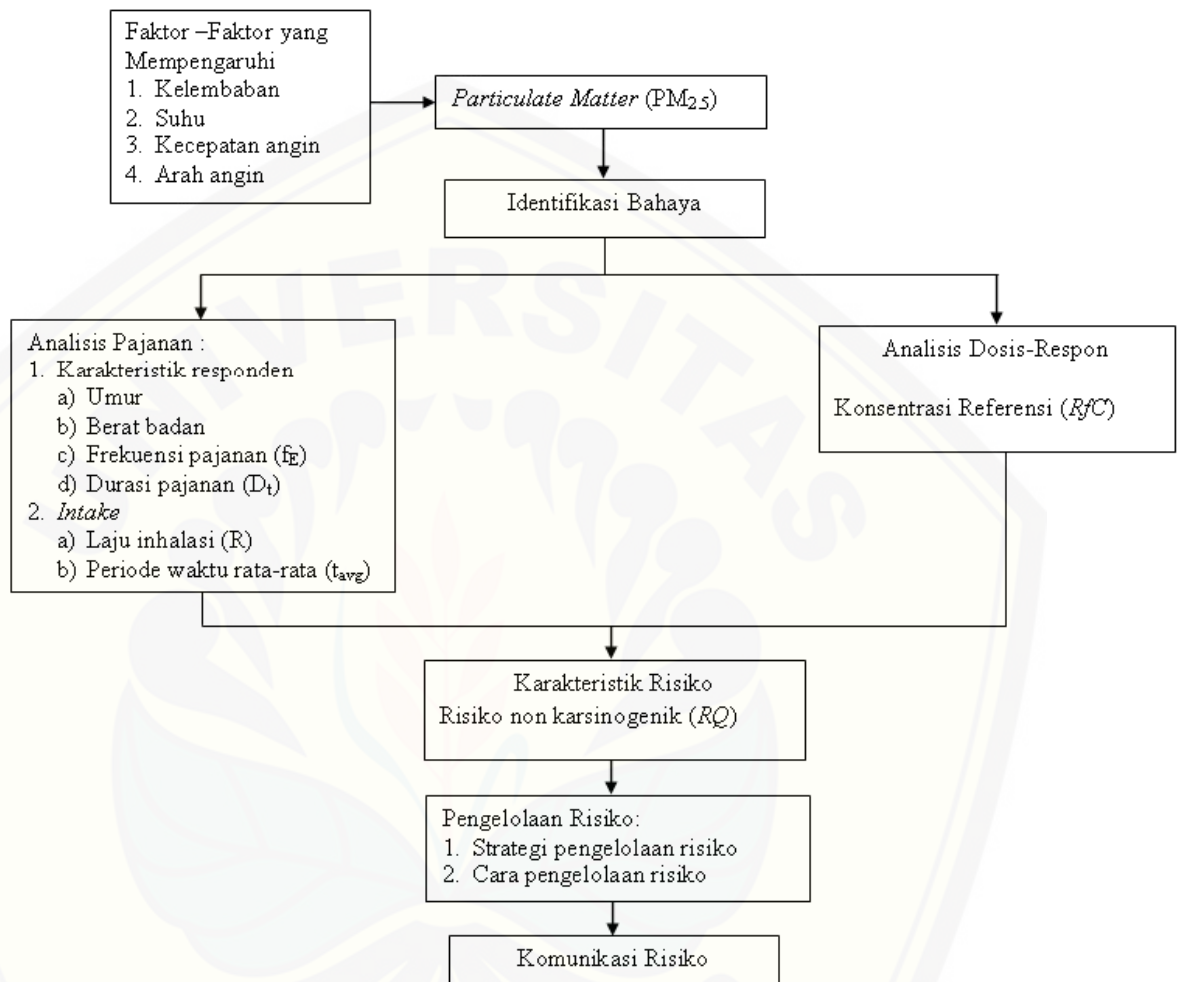 Faktor –Faktor yang
Mempengaruhi
1. Kelembaban
2. Suhu
3. Kecepatan angin
4. Arah angin
Particulate Matter (PM2.5)
Identifikasi Bahaya
Analisis Pajanan :
1. Karakteristik responden
a) Umur
b) Berat badan
c) Frekuensi pajanan (fE)
d) Durasi pajanan (Dt)
2. Intake
a) Laju inhalasi (R)
b) Periode waktu rata-rata (tavg)
Analisis Dosis-Respon
Konsentrasi Referensi (RfC)
Karakteristik Risiko
Risiko non karsinogenik (RQ)
Pengelolaan Risiko:
1. Strategi pengelolaan risiko
2. Cara pengelolaan risiko
Komunikasi Risiko
UNIVERSITAS